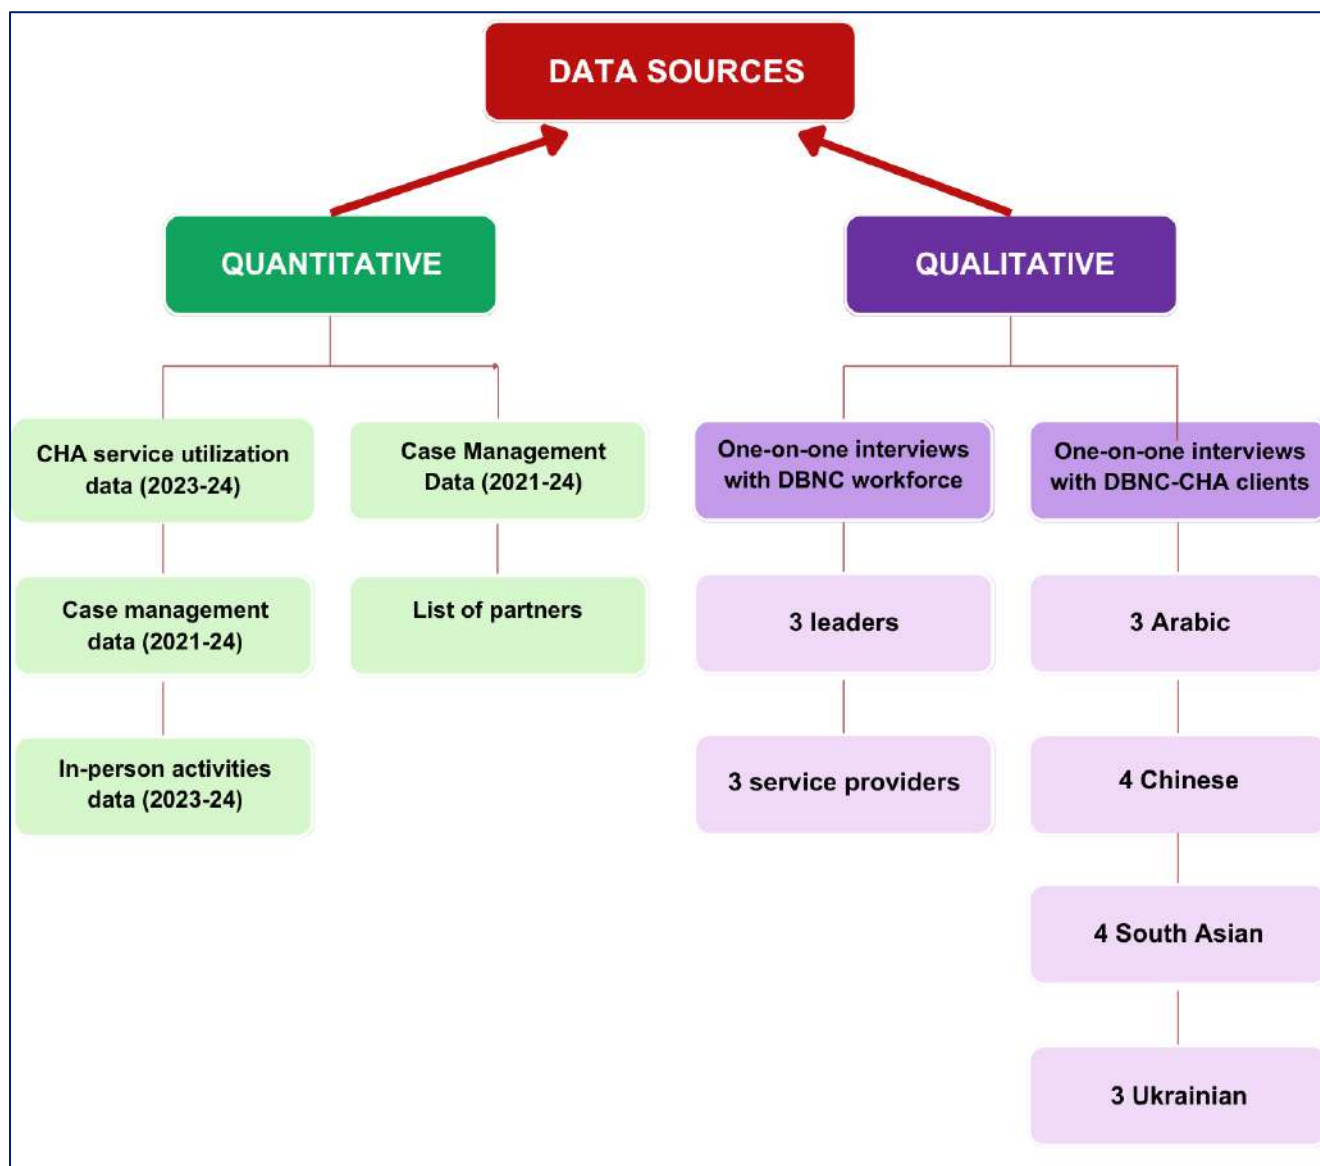 DATA SOURCES
QUANTITATIVE
QUALITATIVE
CHA service utilization
data (2023-24)
Case Management
Data (2021-24)
One-on-one interviews
with DBNC workforce
One-on-one interviews
with DBNC-CHA clients
Case management
data (2021-24)
List of partners
3 leaders
3 Arabic
In-person activities
data (2023-24)
3 service providers
4 Chinese
4 South Asian
3 Ukrainian